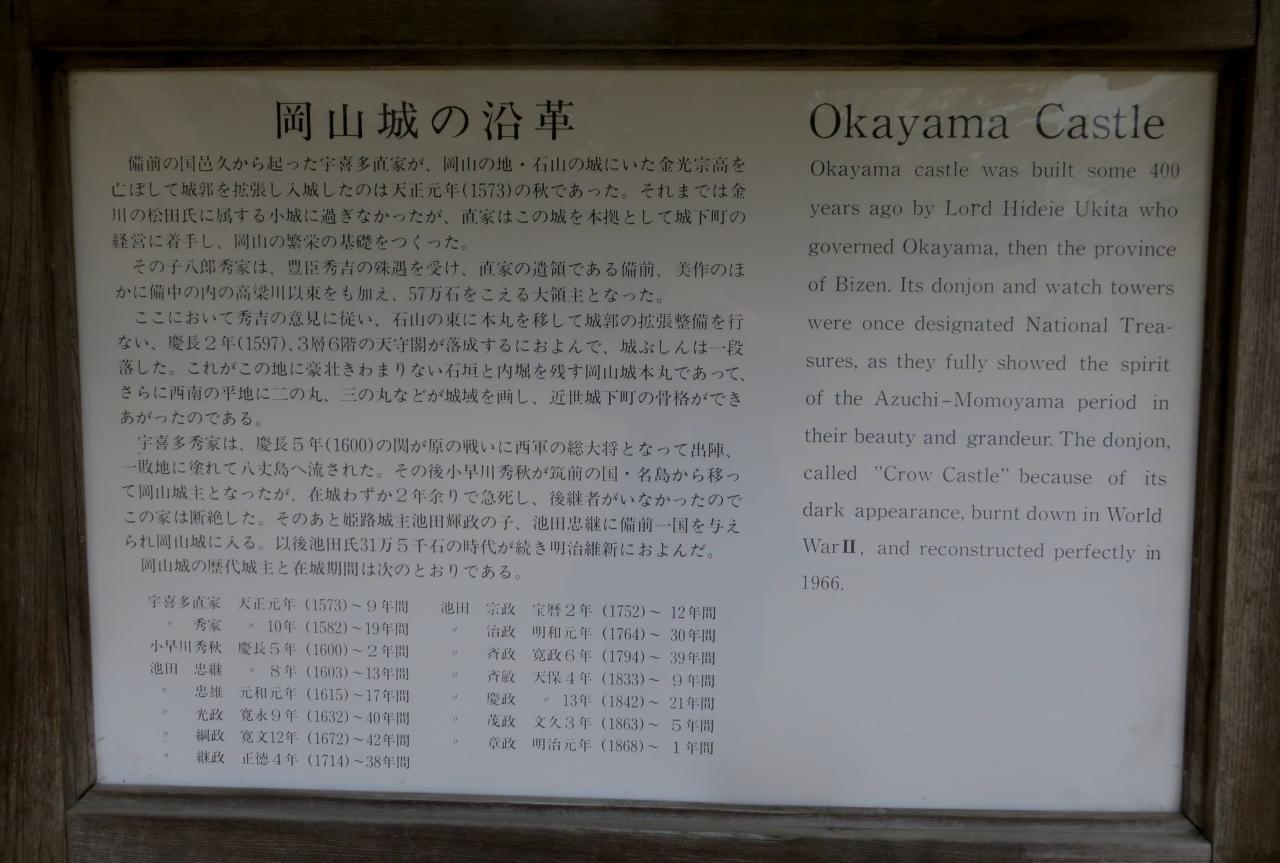 岡山城の沿革
備前の国邑久から起った宇喜多直家が、岡山の地・石山の城にいた金光宗高を
亡ぼして城郭を拡張し入城したのは天正元年(1573)の秋であった。それまでは金
川の松田氏に属する小城に過ぎなかったが、直家はこの城を本拠として城下町の
経営に着手し、岡山の繁栄の基礎をつくった。
その子八郎秀家は、豊臣秀吉の殊遇を受け、直家の遺領である備前、美作のほ
かに備中の内の高梁川以東をも加え、57万石をこえる大領主となった。
ここにおいて秀吉の意見に従い、石山の東に本丸を移して城郭の拡張整備を行
ない、慶長2年(1597)、3層6階の天守閣が落成するにおよんで、城ぶしんは一段
落した。これがこの地に豪壮きわまりない石垣と内堀を残す岡山城本丸であって、
さらに西南の平地に二の丸、三の丸などが城域を画し、近世城下町の骨格ができ
あがったのである。
宇喜多秀家は、慶長5年(1600)の関が原の戦いに西軍の総大将となって出陣、
一敗地に塗れて八丈島へ流された。その後小早川秀秋が筑前の国・名島から移っ
て岡山城主となったが、在城わずか2年余りで急死し、後継者がいなかったので
この家は断絶した。そのあと姫路城主池田輝政の子、池田忠継に備前一国を与え
られ岡山城に入る。以後池田氏31万5千石の時代が続き明治維新におよんだ。
岡山城の歴代城主と在城期間は次のとおりである。
宇喜多直家 天正元年 (1573)~9年間
〃 秀家 〃 10年 (1582)~19年間
小早川秀秋 慶長5年 (1600)~2年間
池田 忠継 〃 8年 (1603)~13年間
〃 忠雄 元和元年 (1615)~17年間
〃 光政 寛永9年 (1632)~40年間
〃 綱政 寛文12年 (1672)~42年間
〃 継政 正徳4年 (1714)~38年間
池田 宗政 宝暦2年 (1752)~ 12年間
〃 治政 明和元年 (1764)~ 30年間
〃 斉政 寛政6年 (1794)~ 39年間
〃 斉敏 天保4年 (1833)~ 9年間
〃 慶政 〃 13年 (1842)~ 21年間
〃 茂政 文久3年 (1863)~ 5年間
〃 章政 明治元年 (1868)~ 1年間
Okayama Castle
Okayama castle was built some 400
years ago by Lord Hideie Ukita who
governed Okayama, then the province
of Bizen. Its donjon and watch towers
were once designated National Trea-
sures, as they fully showed the spirit
of the Azuchi-Momoyama period in
their beauty and grandeur. The donjon,
called "Crow Castle" because of its
dark appearance, burnt down in World
WarⅡ, and reconstructed perfectly in
1966.